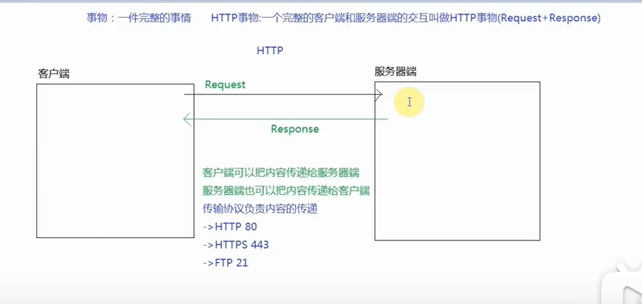 事物：一件完整的事情 HTTP事物:一个完整的客户端和服务器端的交互叫做HTTP事物(Request+Response)
HTTP
客户端
服务器端
Request
Response
客户端可以把内容传递给服务器端
服务器端也可以把内容传递给客户端
传输协议负责内容的传递
->HTTP 80
->HTTPS 443
->FTP 21